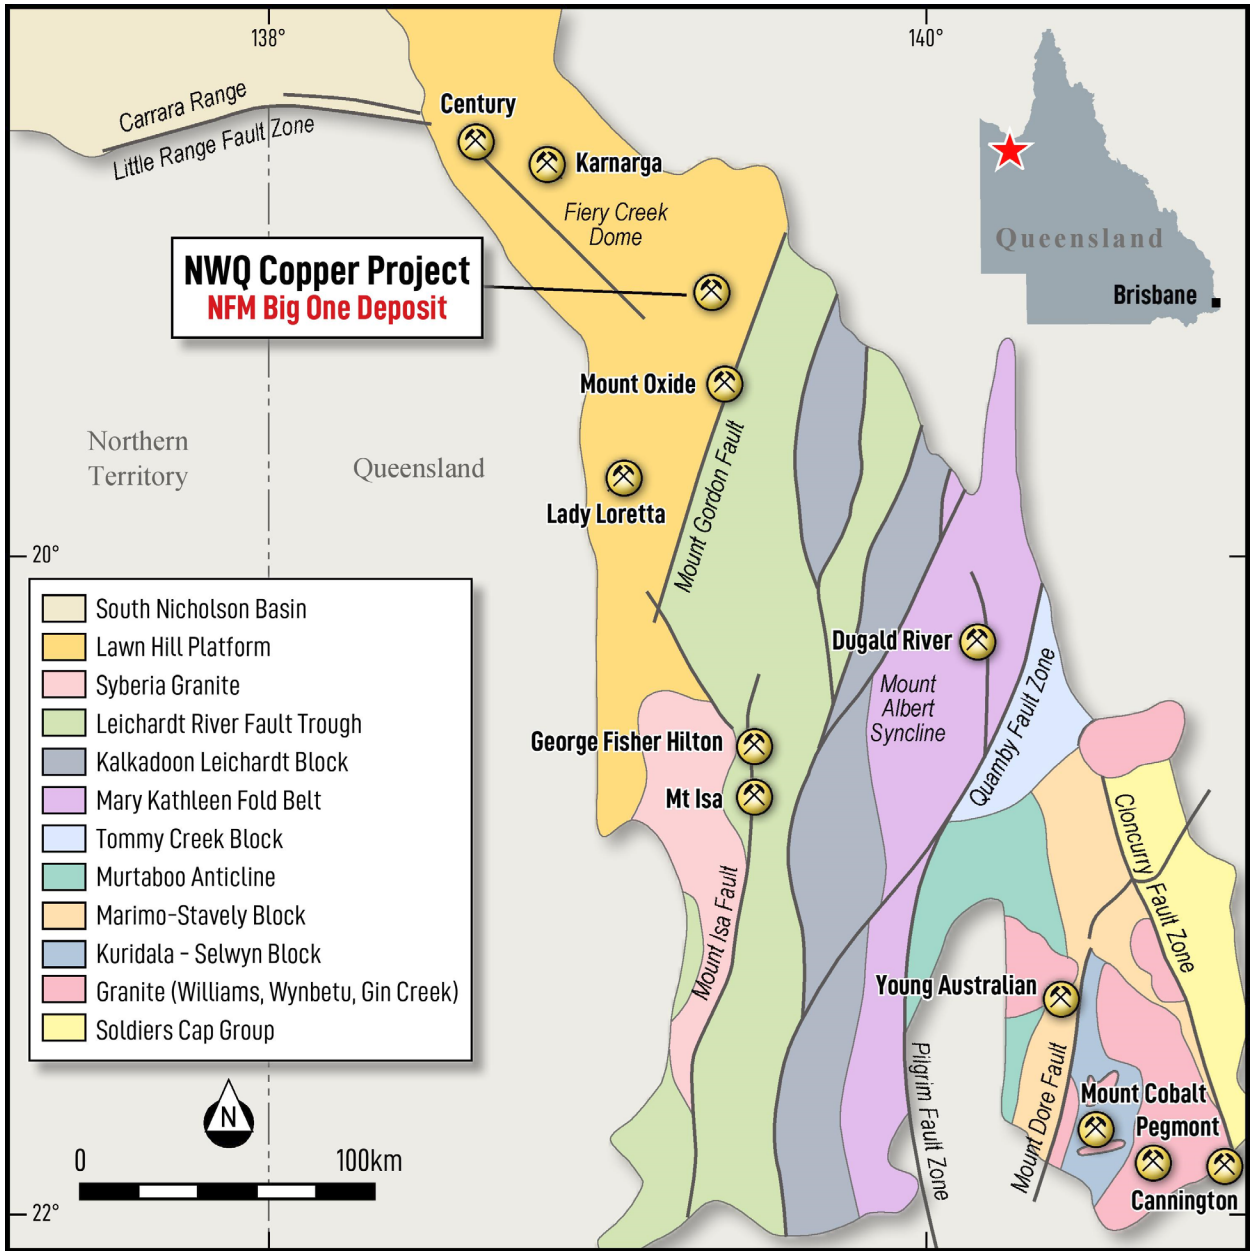 138°
140°
Carrara Range
Little Range Fault Zone
Century
Karnarga
Fiery Creek
Dome
NWQ Copper Project
NFM Big One Deposit
Queensland
Brisbane
Mount Oxide
Northern
Territory
Queensland
Lady Loretta
Mount Gordon Fault
20°
South Nicholson Basin
Lawn Hill Platform
Syberia Granite
Leichardt River Fault Trough
Kalkadoon Leichardt Block
Mary Kathleen Fold Belt
Tommy Creek Block
Murtaboo Anticline
Marimo-Stavely Block
Kuridala - Selwyn Block
Granite (Williams, Wynbetu, Gin Creek)
Soldiers Cap Group
Dugald River
Mount
Albert
Syncline
Quamby Fault Zone
George Fisher Hilton
Mt Isa
Mount Isa Fault
Cloncurry Fault Zone
Young Australian
Pilgrim Fault Zone
Mount Dore Fault
Mount Cobalt
Pegmont
Cannington
N
0
100km
22°